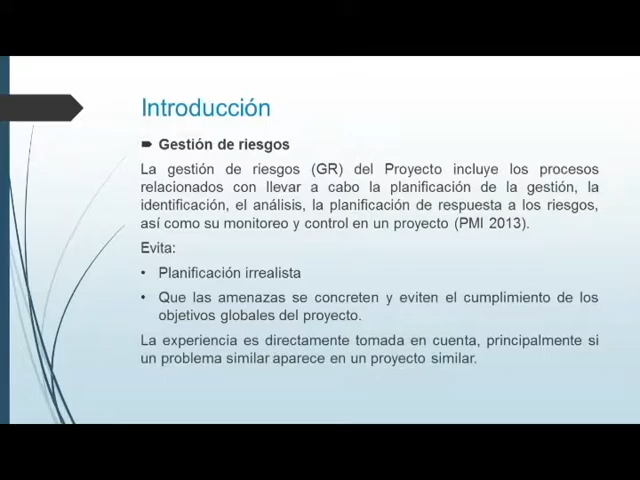 Introducción
Gestión de riesgos
La gestión de riesgos (GR) del Proyecto incluye los procesos
relacionados con llevar a cabo la planificación de la gestión, la
identificación, el análisis, la planificación de respuesta a los riesgos,
así como su monitoreo y control en un proyecto (PMI 2013).
Evita:
• Planificación irrealista
• Que las amenazas se concreten y eviten el cumplimiento de los
objetivos globales del proyecto.
La experiencia es directamente tomada en cuenta, principalmente si
un problema similar aparece en un proyecto similar.